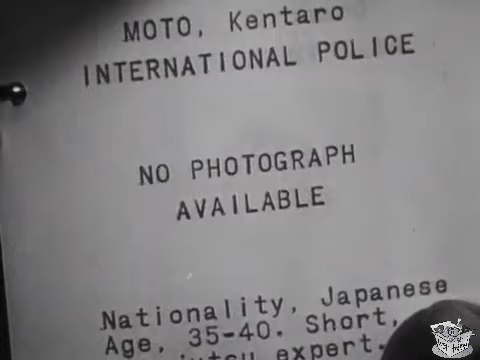 MOTO, Kentaro
INTERNATIONAL POLICE
NO PHOTOGRAPH
AVAILABLE
Nationality, Japanese
Age, 35-40. Short,
expert.